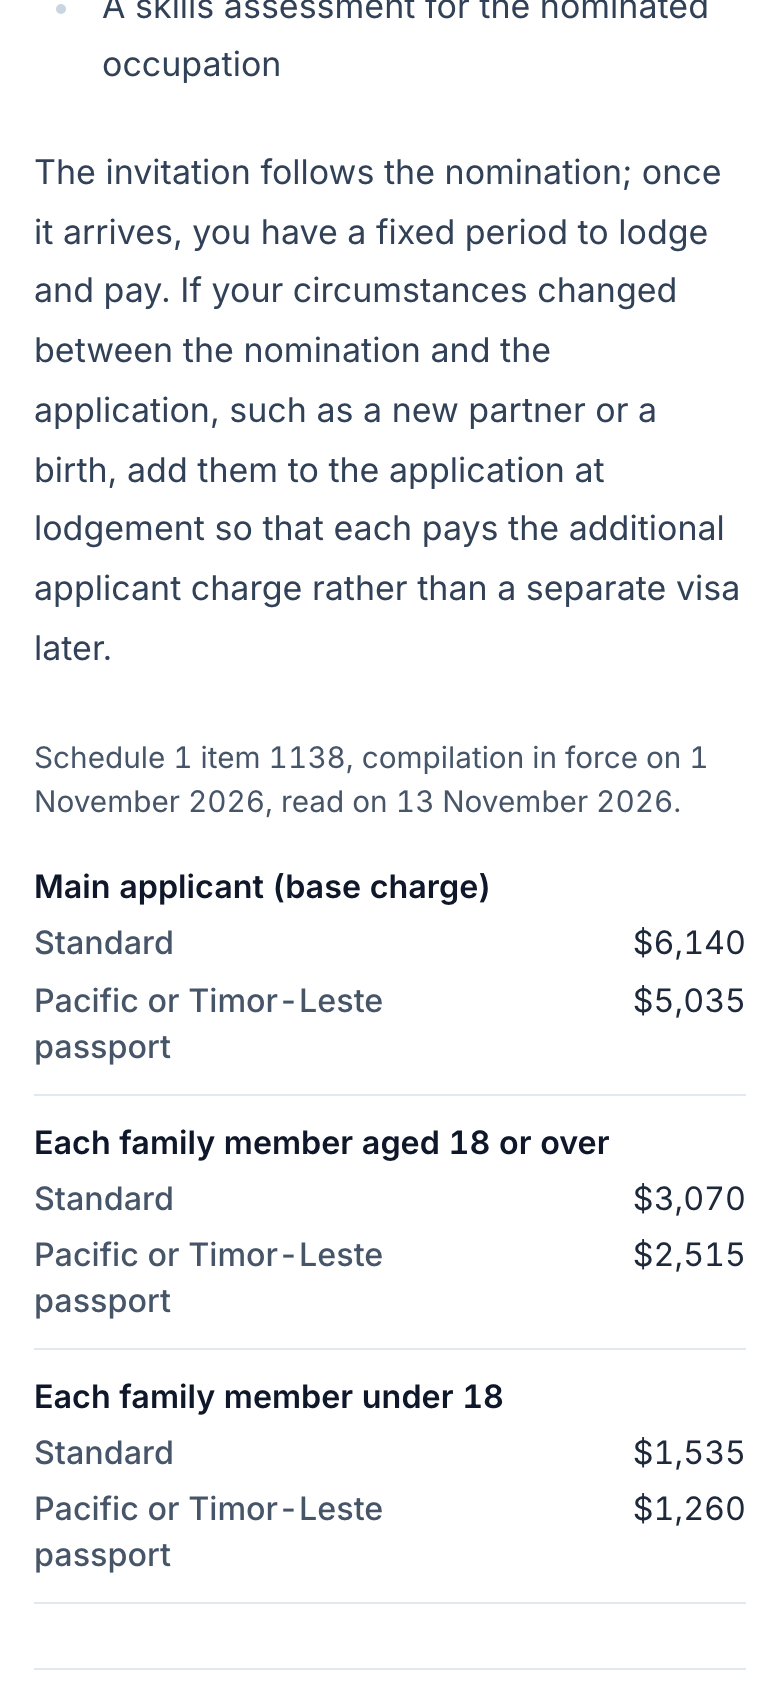 A skills assessment for the nominated
occupation
The invitation follows the nomination; once
it arrives, you have a fixed period to lodge
and pay. If your circumstances changed
between the nomination and the
application, such as a new partner or a
birth, add them to the application at
lodgement so that each pays the additional
applicant charge rather than a separate visa
later.
Schedule 1 item 1138, compilation in force on 1
November 2026, read on 13 November 2026.
Main applicant (base charge)
Standard $6,140
Pacific or Timor-Leste $5,035
passport
Each family member aged 18 or over
Standard $3,070
Pacific or Timor-Leste $2,515
passport
Each family member under 18
Standard $1,535
Pacific or Timor-Leste $1,260
passport